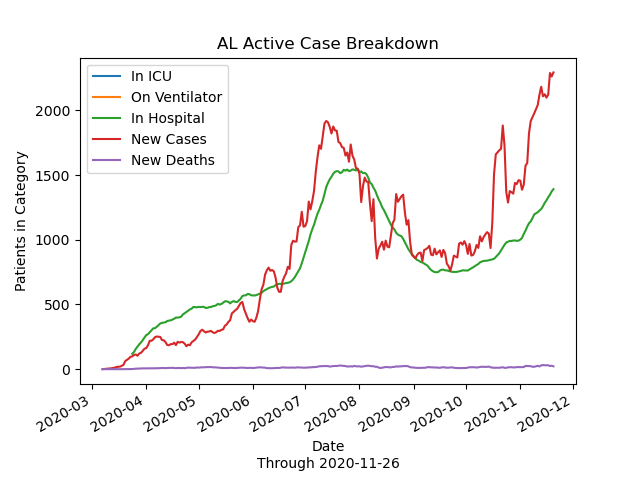 AL Active Case Breakdown
In ICU
On Ventilator
In Hospital
New Cases
New Deaths
Patients in Category
2000
1500
1000
500
0
2020-03
2020-04
2020-05
2020-06
2020-07
2020-08
2020-09
2020-10
2020-11
2020-12
Date
Through 2020-11-26